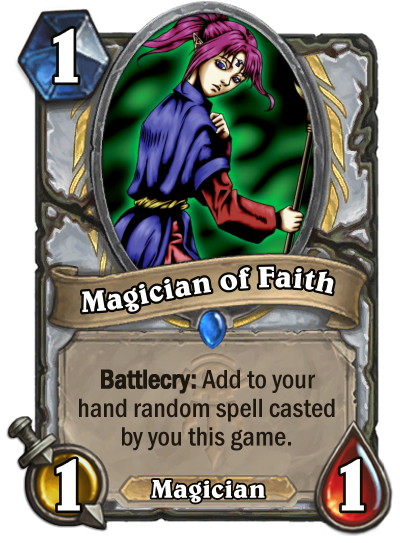 1
Magician of Faith
Battlecry: Add to your
hand random spell casted
by you this game.
1
Magician
1